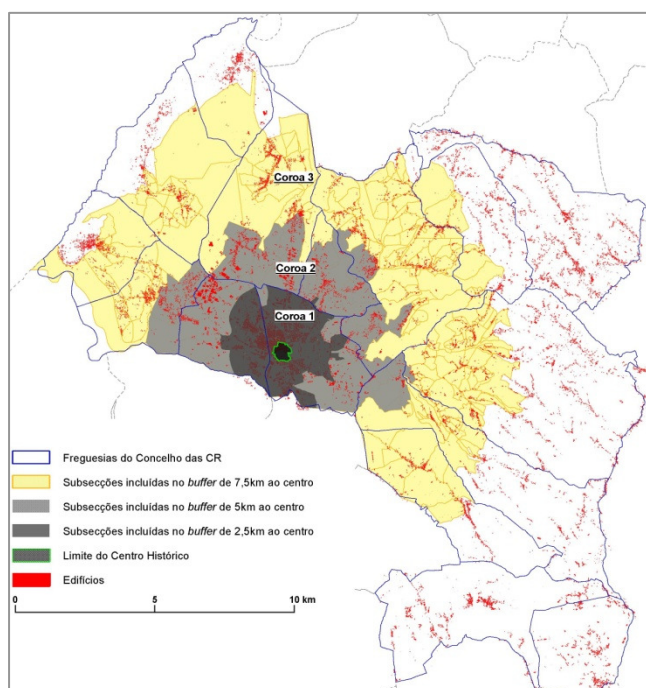 Coroa 3
Coroa 2
Coroa 1
Freguesias do Concelho das CR
Subsecções incluídas no buffer de 7,5km ao centro
Subsecções incluídas no buffer de 5km ao centro
Subsecções incluídas no buffer de 2,5km ao centro
Limite do Centro Histórico
Edifícios
0 5 10 km